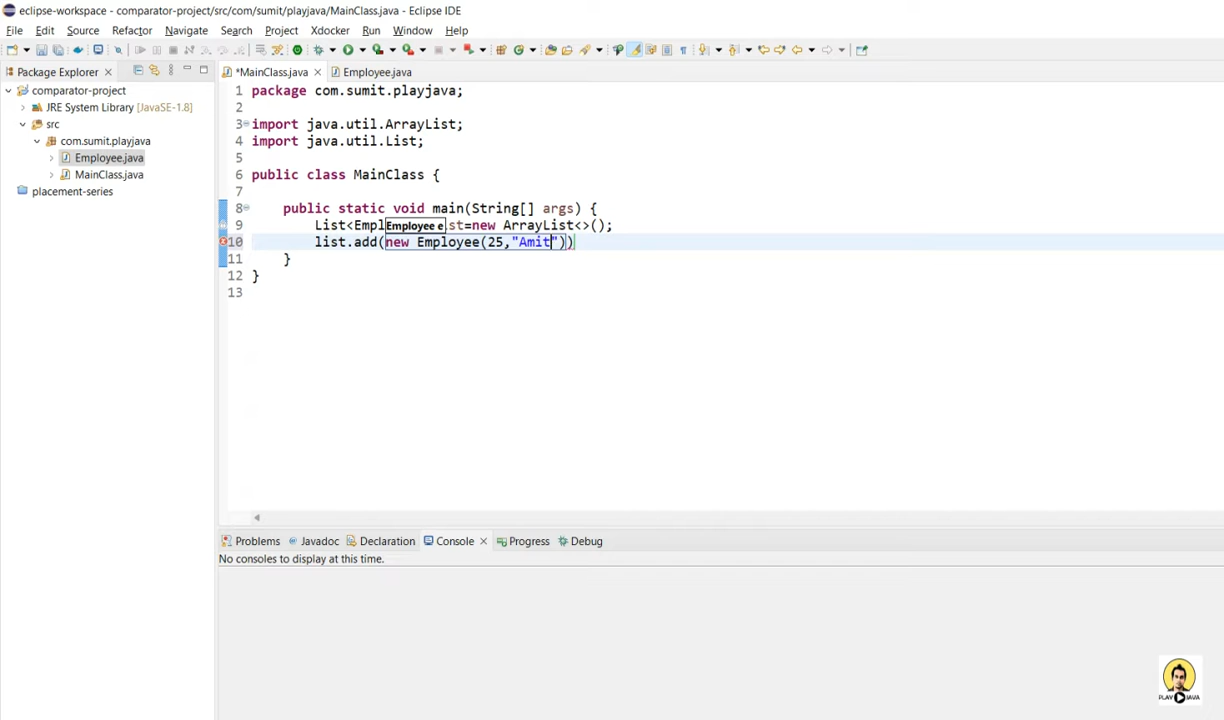 eclipse-workspace - comparator-project/src/com/sumit/playjava/MainClass.java - Eclipse IDE
File Edit Source Refactor Navigate Search Project Xdocker Run Window Help
Package Explorer
*MainClass.java
Employee.java
comparator-project
JRE System Library [JavaSE-1.8]
src
com.sumit.playjava
Employee.java
MainClass.java
placement-series
1 package com.sumit.playjava;
2
3 import java.util.ArrayList;
4 import java.util.List;
5
6 public class MainClass {
7
8 public static void main(String[] args) {
9 List<Empl Employee e .st=new ArrayList<>();
10 list.add(new Employee(25,"Amit"))
11 }
12 }
13
Problems Javadoc Declaration Console Progress Debug
No consoles to display at this time.
PLAY JAVA